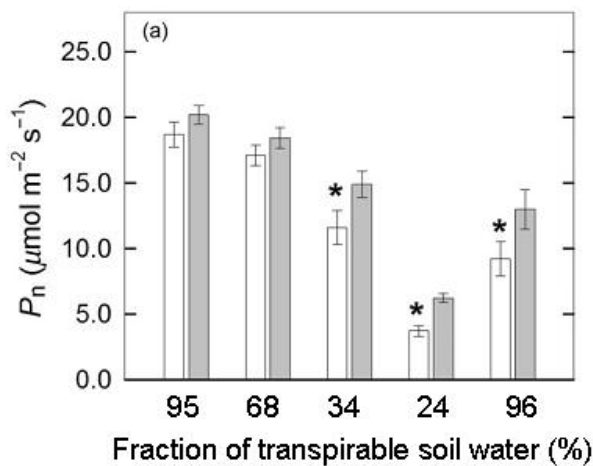 (a)
25.0
20.0
15.0
10.0
5.0
0.0
Pn (μmol m−2 s−1)
* * *
95 68 34 24 96
Fraction of transpirable soil water (%)